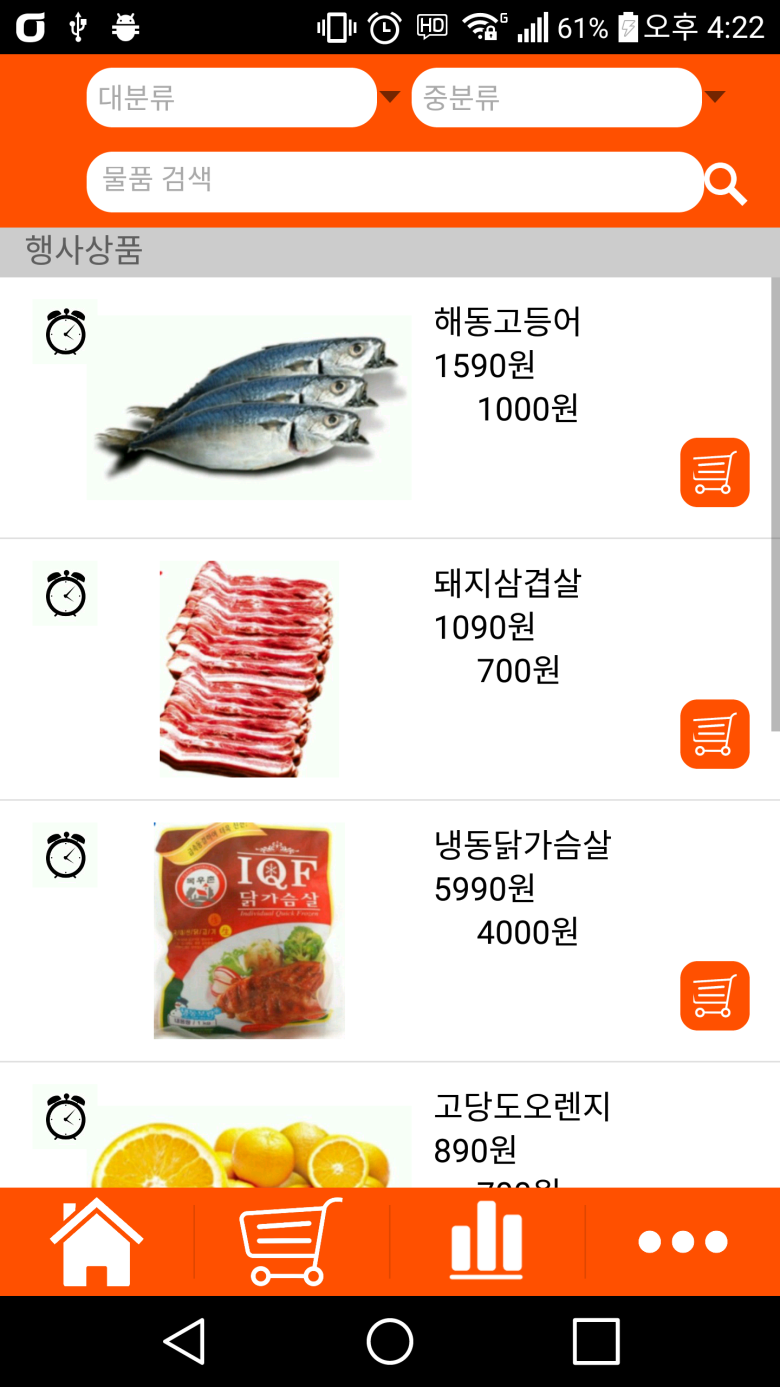 HD
G
61%
오후 4:22
대분류
중분류
물품 검색
행사상품
해동고등어
1590원
1000원
돼지삼겹살
1090원
700원
냉동닭가슴살
5990원
4000원
IQF
닭가슴살
Individual Quick Frozen
고당도오렌지
890원